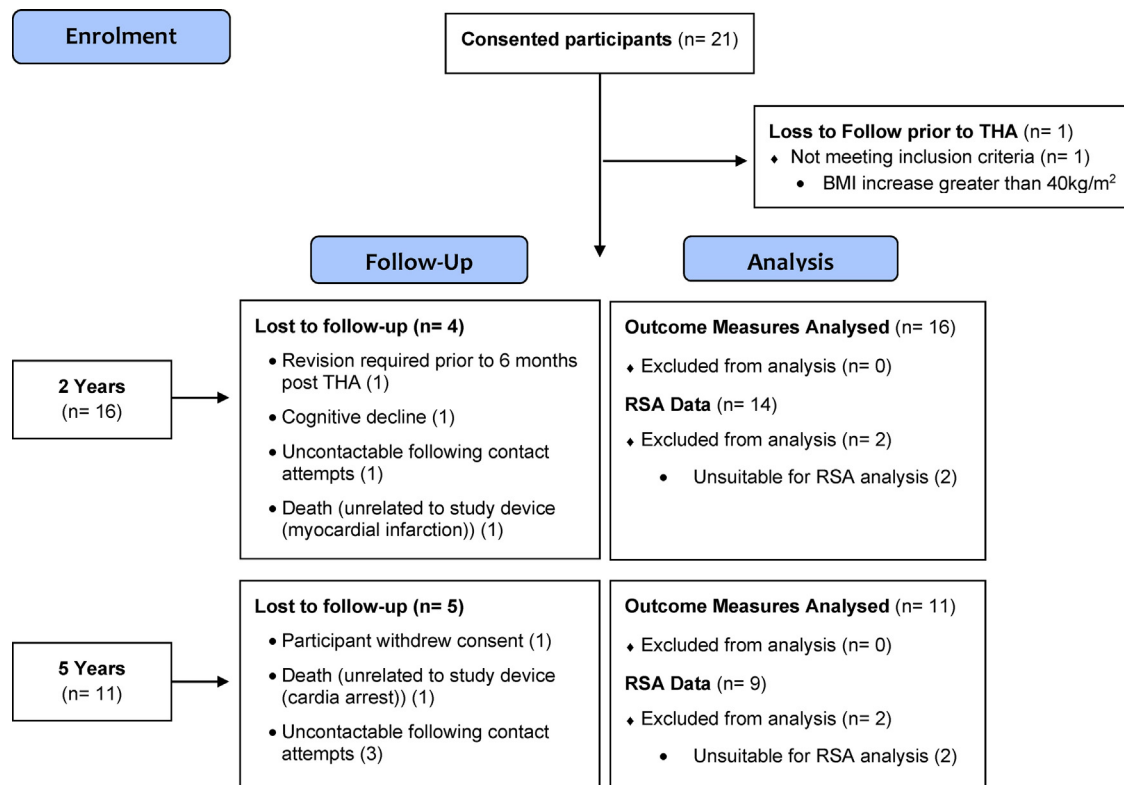 Enrolment
Consented participants (n= 21)
Loss to Follow prior to THA (n= 1)
♦ Not meeting inclusion criteria (n= 1)
• BMI increase greater than 40kg/m²
Follow-Up
Analysis
2 Years
(n= 16)
Lost to follow-up (n= 4)
• Revision required prior to 6 months
post THA (1)
• Cognitive decline (1)
• Uncontactable following contact
attempts (1)
• Death (unrelated to study device
(myocardial infarction)) (1)
Outcome Measures Analysed (n= 16)
♦ Excluded from analysis (n= 0)
RSA Data (n= 14)
♦ Excluded from analysis (n= 2)
• Unsuitable for RSA analysis (2)
5 Years
(n= 11)
Lost to follow-up (n= 5)
• Participant withdrew consent (1)
• Death (unrelated to study device
(cardia arrest)) (1)
• Uncontactable following contact
attempts (3)
Outcome Measures Analysed (n= 11)
♦ Excluded from analysis (n= 0)
RSA Data (n= 9)
♦ Excluded from analysis (n= 2)
• Unsuitable for RSA analysis (2)